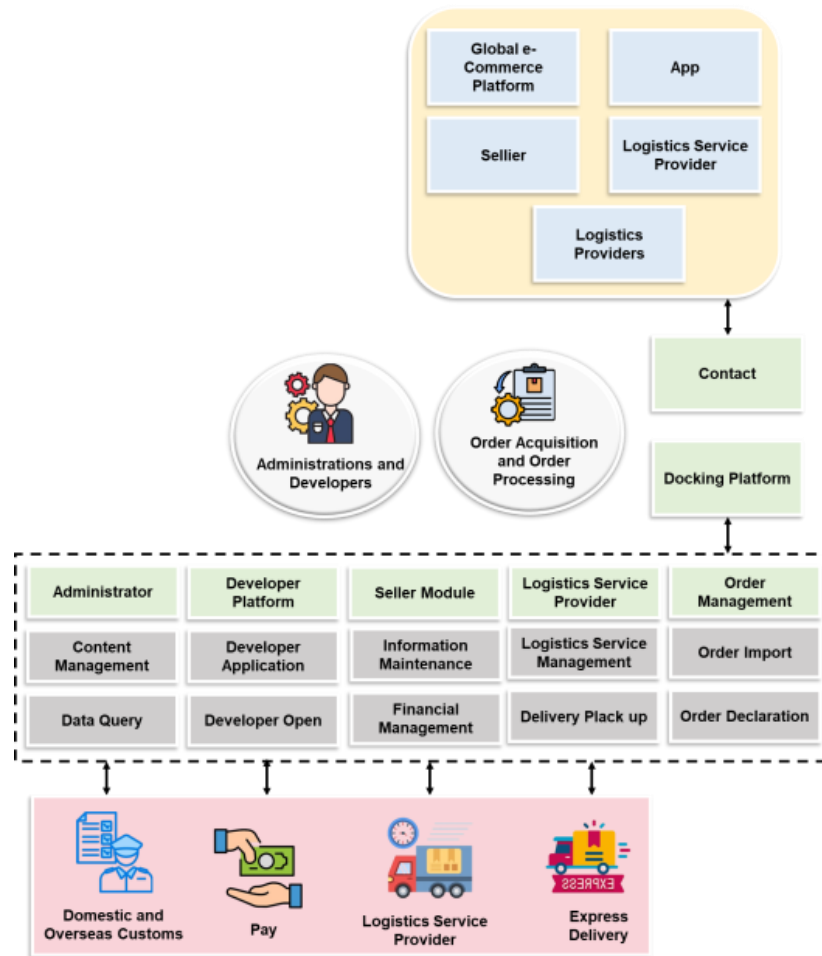 Global e-
Commerce
Platform
App
Sellier
Logistics Service
Provider
Logistics
Providers
Contact
Administrations and
Developers
Order Acquisition
and Order
Processing
Docking Platform
Administrator
Developer
Platform
Seller Module
Logistics Service
Provider
Order
Management
Content
Management
Developer
Application
Information
Maintenance
Logistics Service
Management
Order Import
Data Query
Developer Open
Financial
Management
Delivery Plack up
Order Declaration
Domestic and
Overseas Customs
Pay
Logistics Service
Provider
EXPRESS
Express
Delivery